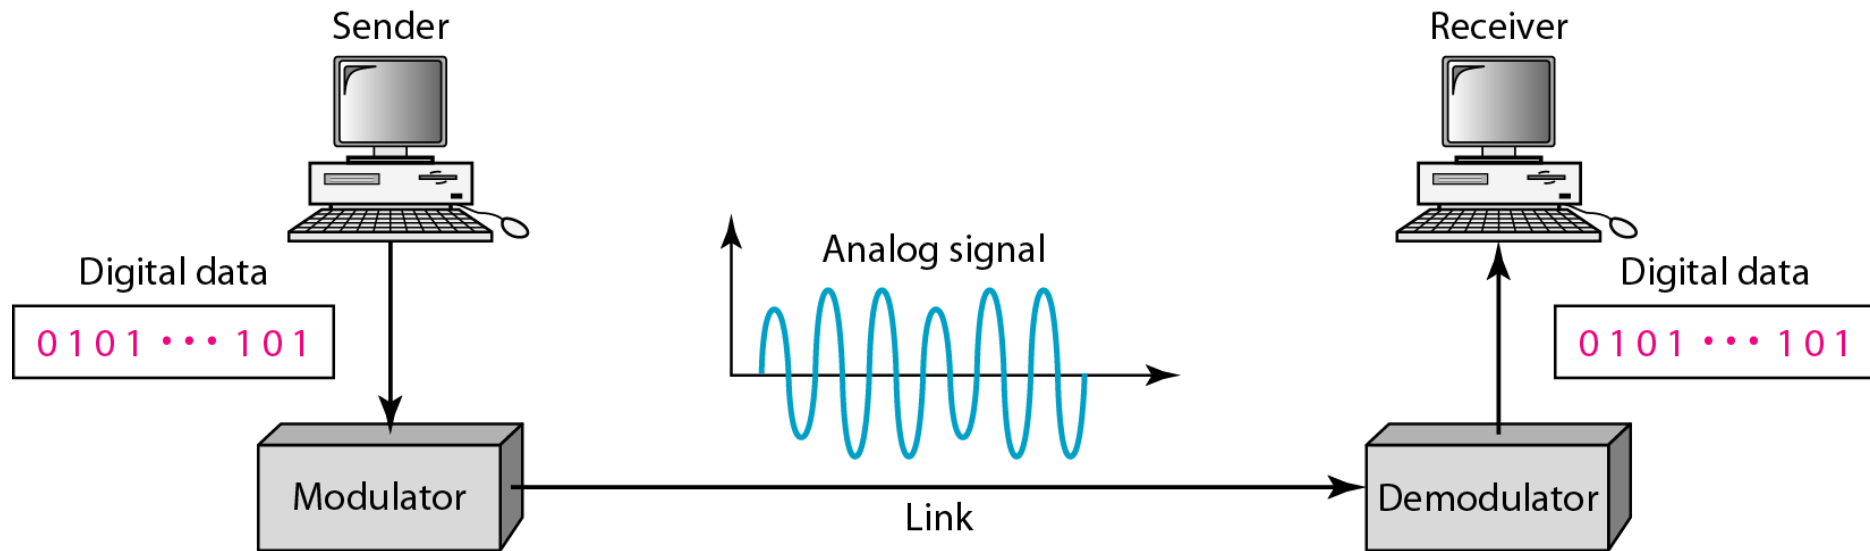 Sender
Receiver
Analog signal
Digital data
Digital data
0101 ••• 101
0101 ••• 101
Modulator
Link
Demodulator